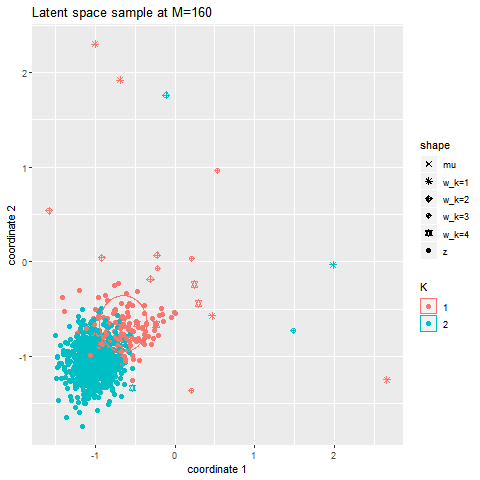 Latent space sample at M=160
2
1
0
-1
coordinate 2
-1
0
1
2
coordinate 1
shape
mu
w_k=1
w_k=2
w_k=3
w_k=4
z
K
1
2